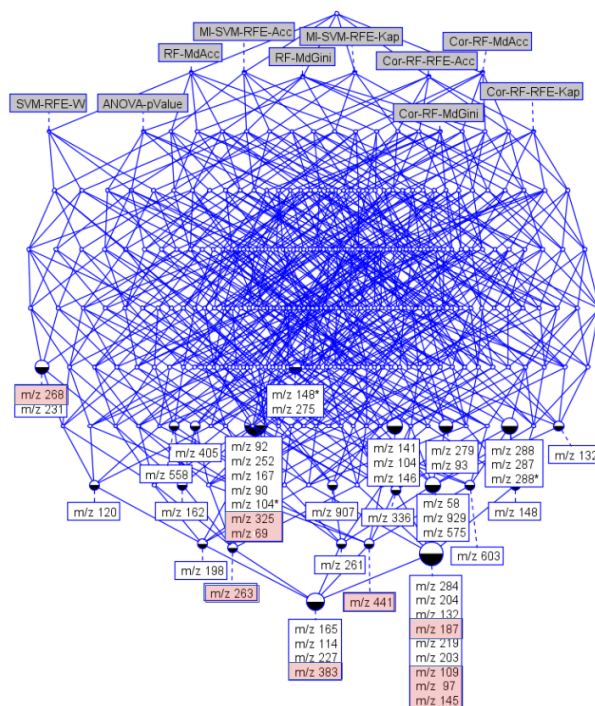 MI-SVM-RFE-Acc
MI-SVM-RFE-Kap
Cor-RF-MdAcc
RF-MdAcc
RF-MdGini
Cor-RF-RFE-Acc
SVM-RFE-W
ANOVA-pValue
Cor-RF-RFE-Kap
Cor-RF-MdGini
m/z 268
m/z 231
m/z 148*
m/z 275
m/z 405
m/z 558
m/z 92
m/z 252
m/z 167
m/z 90
m/z 104*
m/z 325
m/z 69
m/z 141
m/z 104
m/z 146
m/z 279
m/z 93
m/z 288
m/z 287
m/z 288*
m/z 132
m/z 120
m/z 162
m/z 907
m/z 336
m/z 58
m/z 929
m/z 575
m/z 148
m/z 198
m/z 261
m/z 603
m/z 263
m/z 441
m/z 165
m/z 114
m/z 227
m/z 383
m/z 284
m/z 204
m/z 132
m/z 187
m/z 219
m/z 203
m/z 109
m/z 97
m/z 145